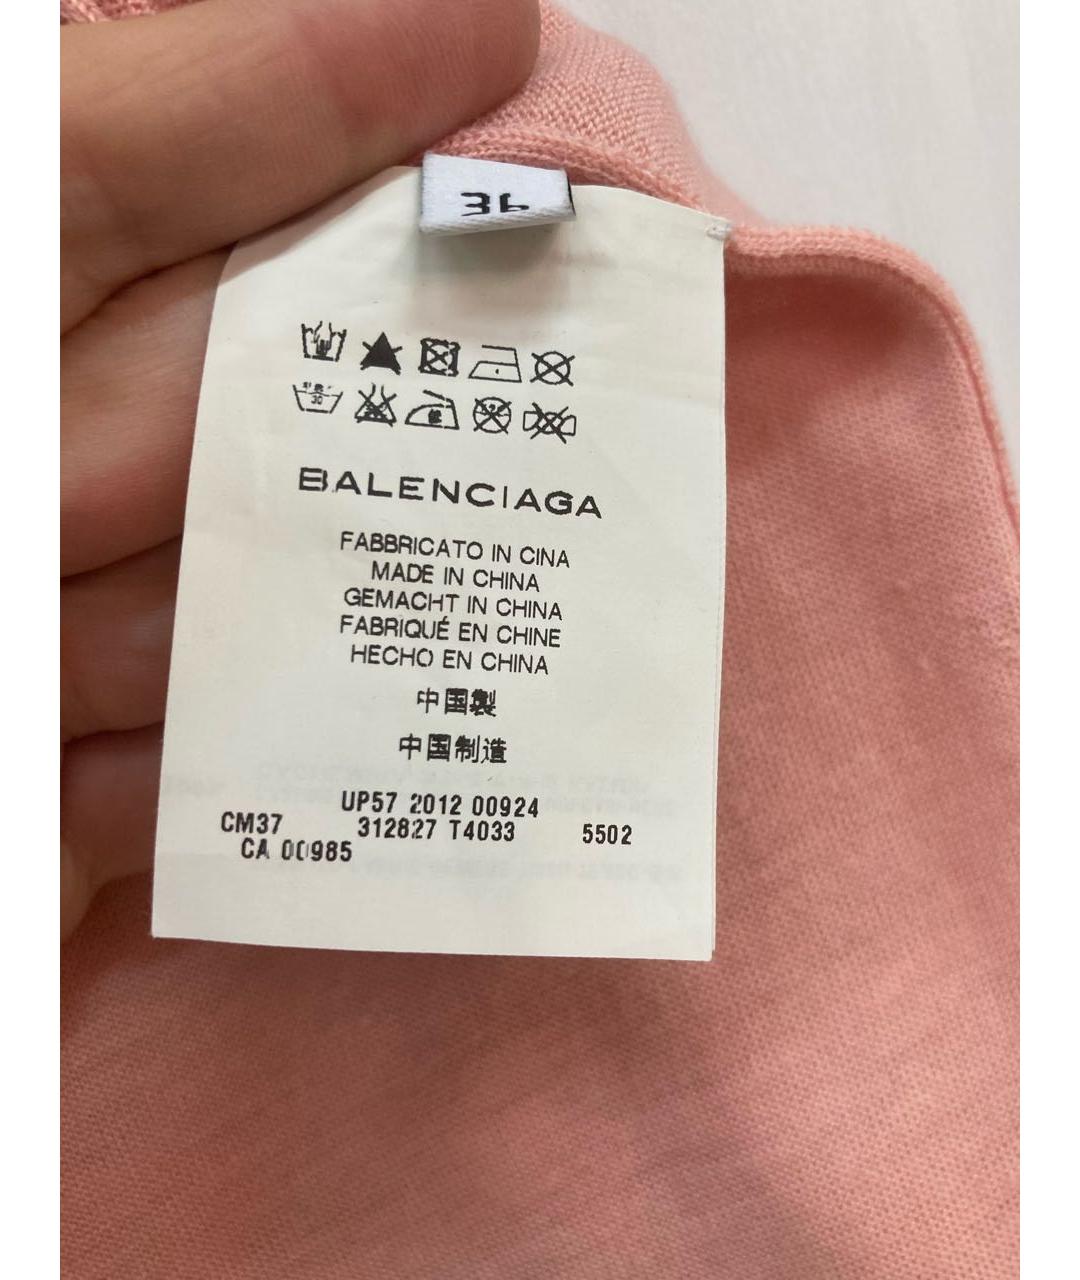 36
30
BALENCIAGA
FABBRICATO IN CINA
MADE IN CHINA
GEMACHT IN CHINA
FABRIQUÉ EN CHINE
HECHO EN CHINA
中国製
中国制造
UP57 2012 00924
CM37 312827 T4033 5502
CA 00985